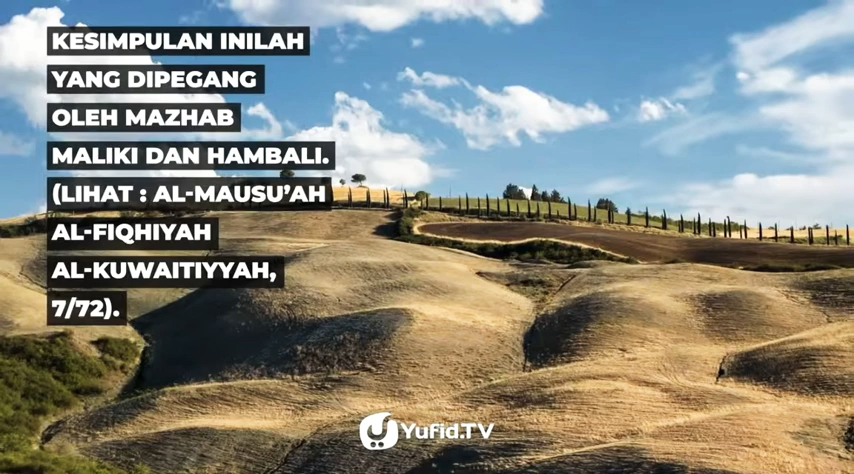 KESIMPULAN INILAH
YANG DIPEGANG
OLEH MAZHAB
MALIKI DAN HAMBALI.
(LIHAT : AL-MAUSU'AH
AL-FIQHIYAH
AL-KUWAITIYYAH,
7/72).
Yufid.TV